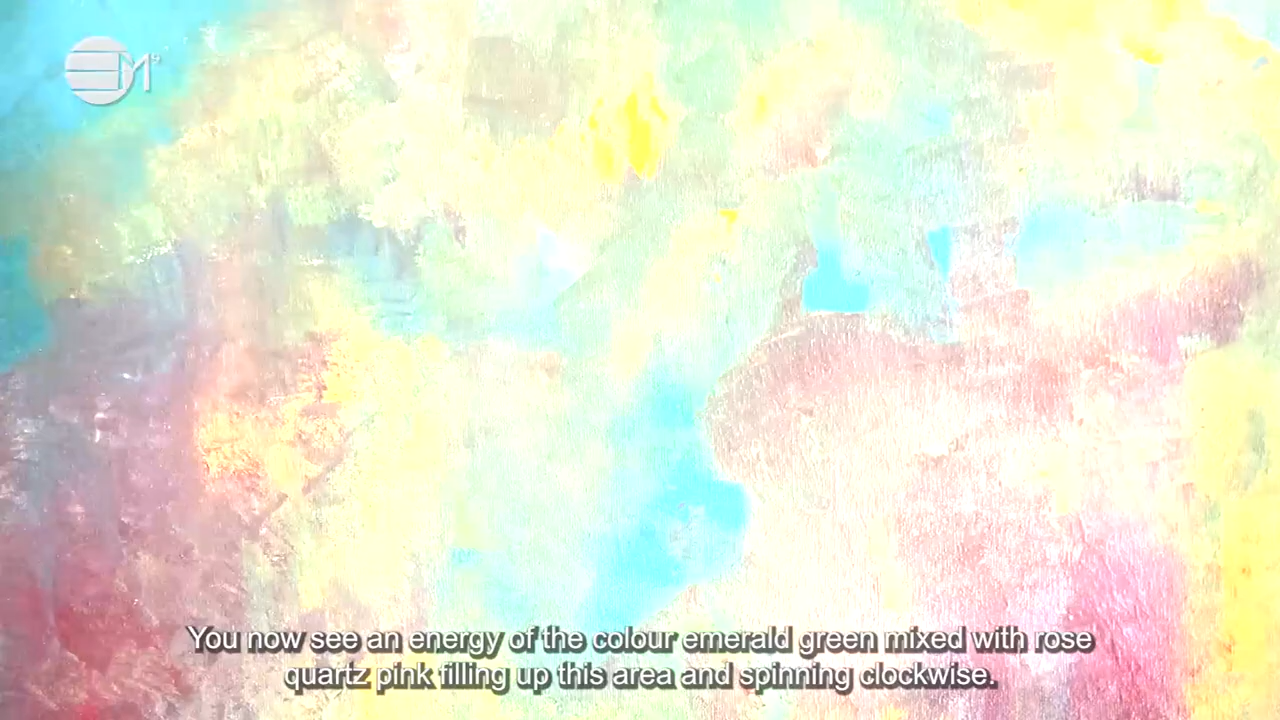 EM°
You now see an energy of the colour emerald green mixed with rose
quartz pink filling up this area and spinning clockwise.